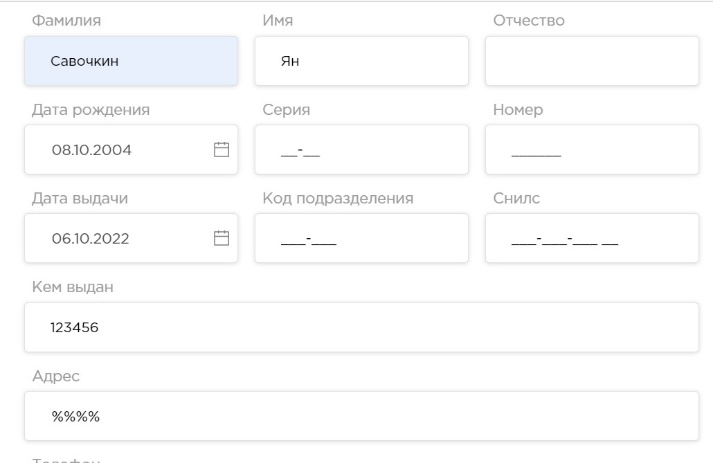 Фамилия Имя Отчество
Савочкин Ян
Дата рождения Серия Номер
08.10.2004 __-__ ______
Дата выдачи Код подразделения Снилс
06.10.2022 ___-___ ___-___-___ __
Кем выдан
123456
Адрес
%%%%
Телефон